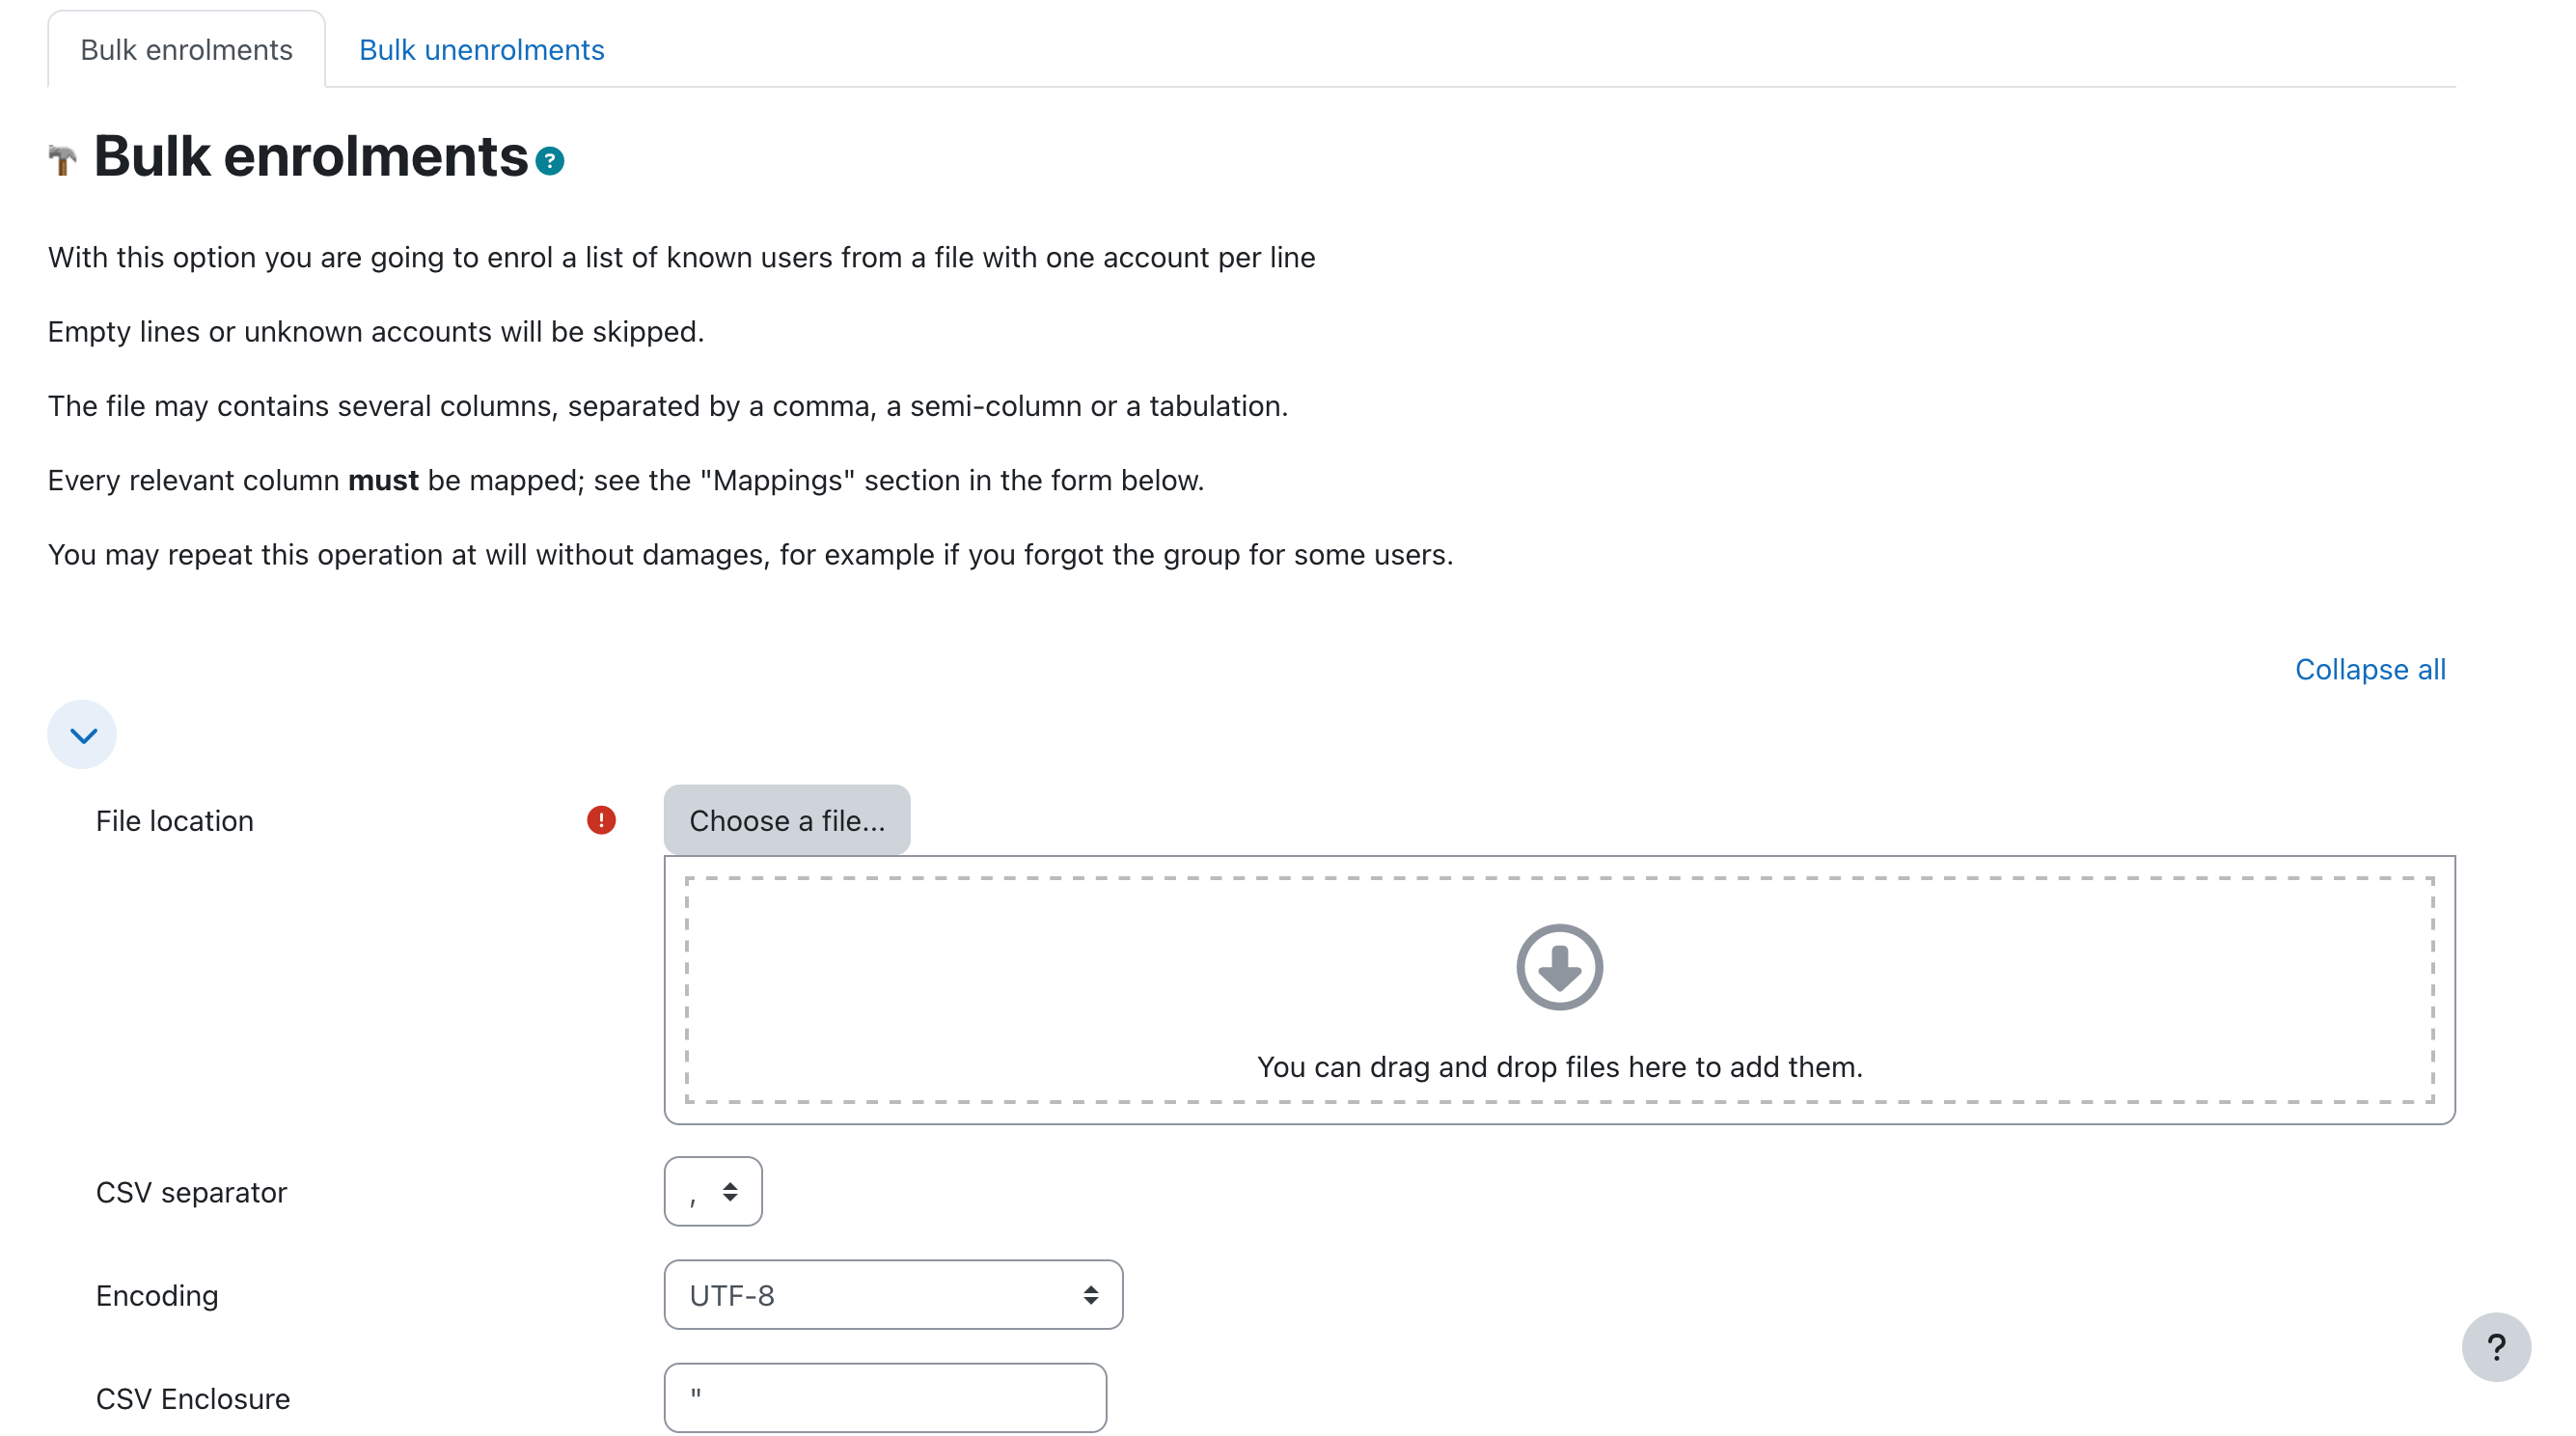 Bulk enrolments
Bulk unenrolments
Bulk enrolments ?
With this option you are going to enrol a list of known users from a file with one account per line
Empty lines or unknown accounts will be skipped.
The file may contains several columns, separated by a comma, a semi-column or a tabulation.
Every relevant column must be mapped; see the "Mappings" section in the form below.
You may repeat this operation at will without damages, for example if you forgot the group for some users.
Collapse all
File location
!
Choose a file...
You can drag and drop files here to add them.
CSV separator
,
Encoding
UTF-8
?
CSV Enclosure
"